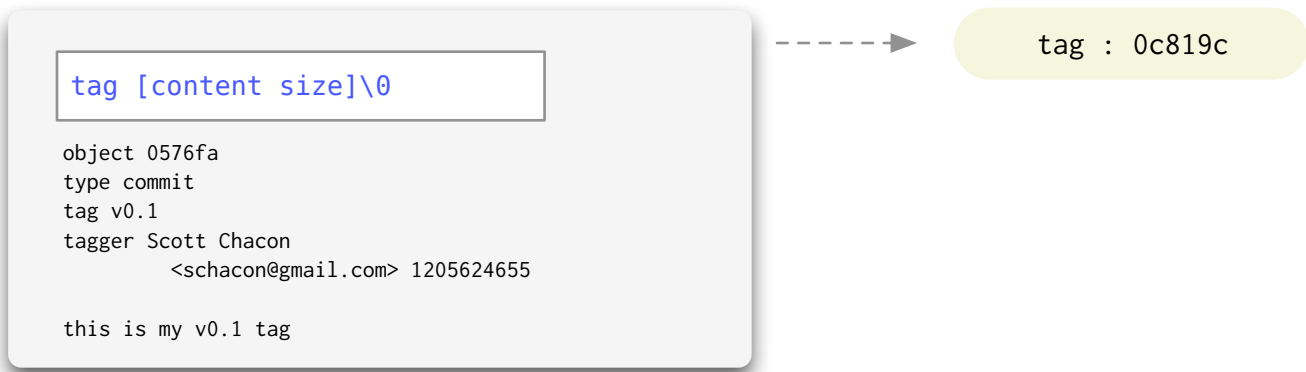 tag [content size]\0
tag : 0c819c
object 0576fa
type commit
tag v0.1
tagger Scott Chacon
<schacon@gmail.com> 1205624655
this is my v0.1 tag